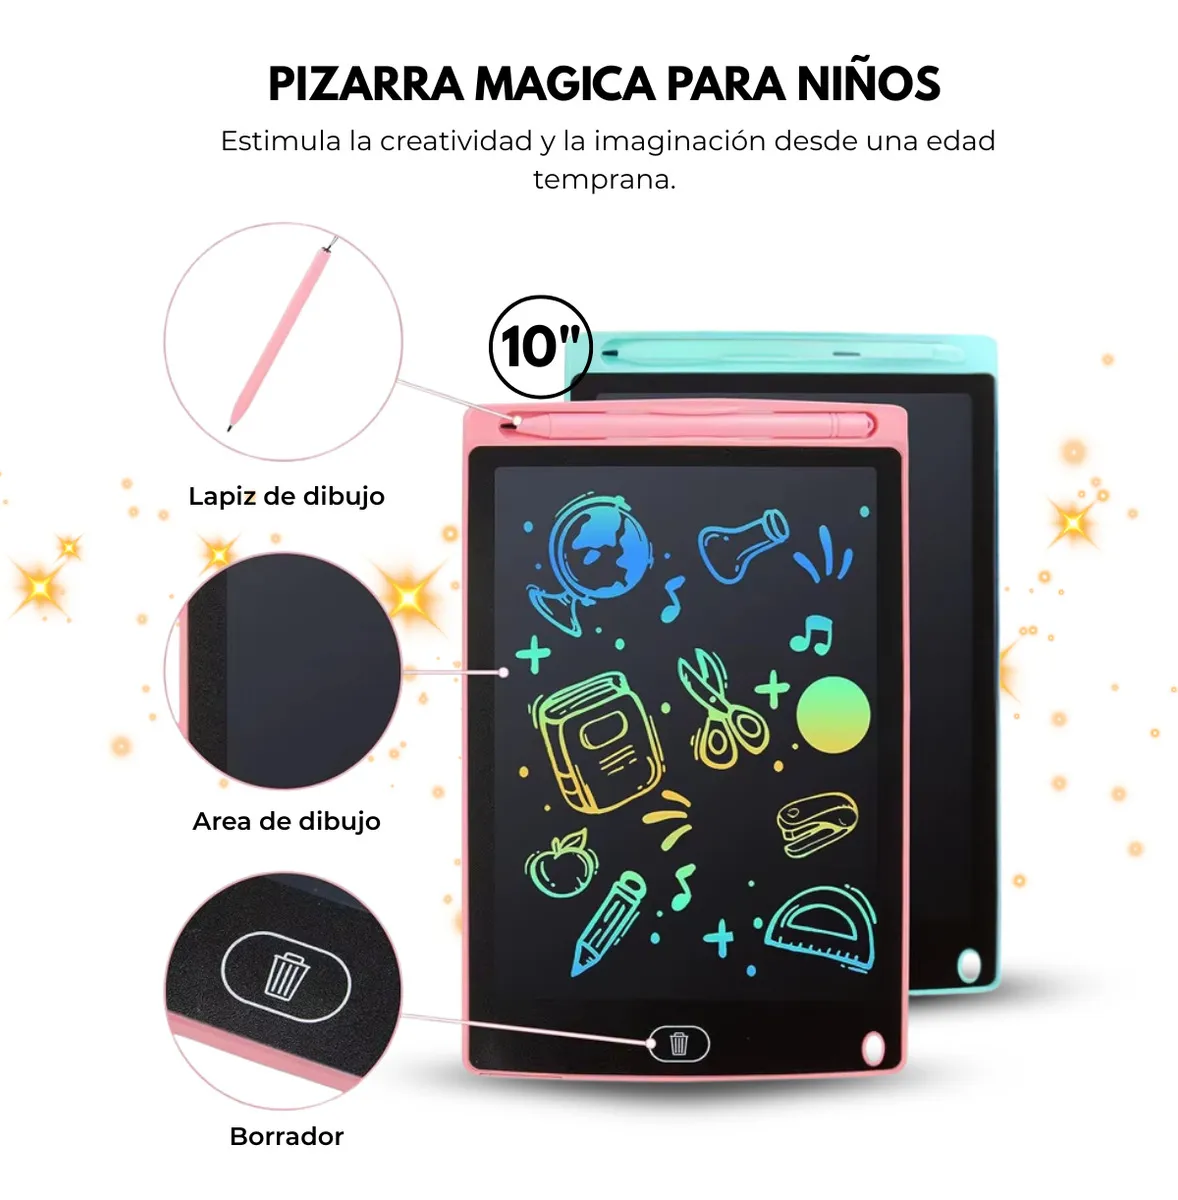 PIZARRA MAGICA PARA NIÑOS
Estimula la creatividad y la imaginación desde una edad
temprana.
10"
Lapiz de dibujo
Area de dibujo
Borrador